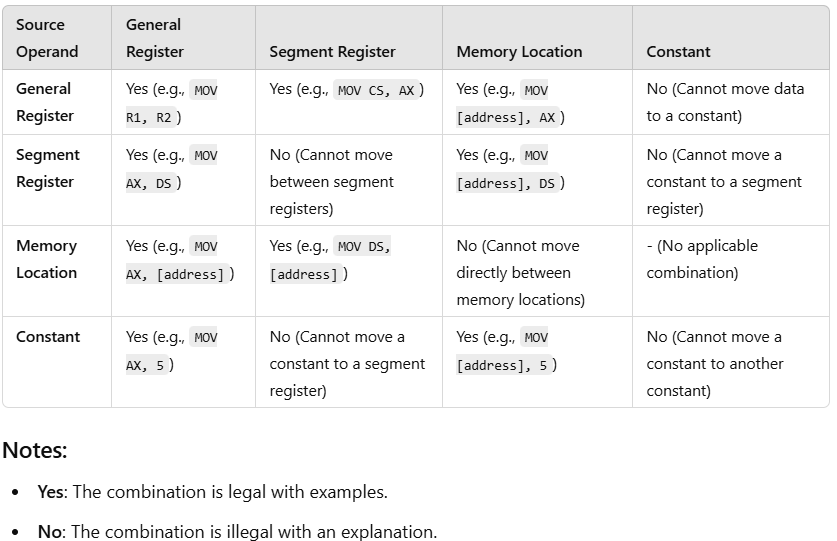 Source Operand | General Register | Segment Register | Memory Location | Constant
General Register | Yes (e.g., MOV R1, R2) | Yes (e.g., MOV CS, AX) | Yes (e.g., MOV [address], AX) | No (Cannot move data to a constant)
Segment Register | Yes (e.g., MOV AX, DS) | No (Cannot move between segment registers) | Yes (e.g., MOV [address], DS) | No (Cannot move a constant to a segment register)
Memory Location | Yes (e.g., MOV AX, [address]) | Yes (e.g., MOV DS, [address]) | No (Cannot move directly between memory locations) | - (No applicable combination)
Constant | Yes (e.g., MOV AX, 5) | No (Cannot move a constant to a segment register) | Yes (e.g., MOV [address], 5) | No (Cannot move a constant to another constant)
Notes:
• Yes: The combination is legal with examples.
• No: The combination is illegal with an explanation.